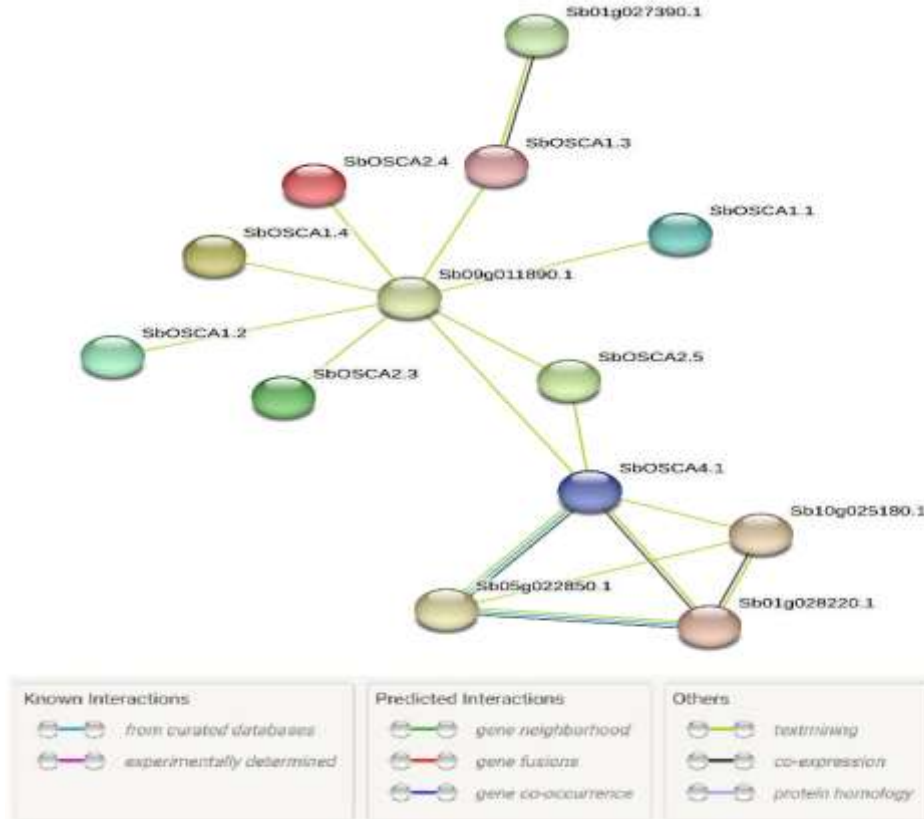 Sb01g027390.1
SbOSCA1.3
SbOSCA2.4
SbOSCA1.1
SbOSCA1.4
Sb09g011890.1
SbOSCA1.2
SbOSCA2.5
SbOSCA2.3
SbOSCA4.1
Sb10g025180.1
Sb05g022850.1
Sb01g028220.1
Known Interactions
from curated databases
experimentally determined
Predicted Interactions
gene neighborhood
gene fusions
gene co-occurrence
Others
textmining
co-expression
protein homology